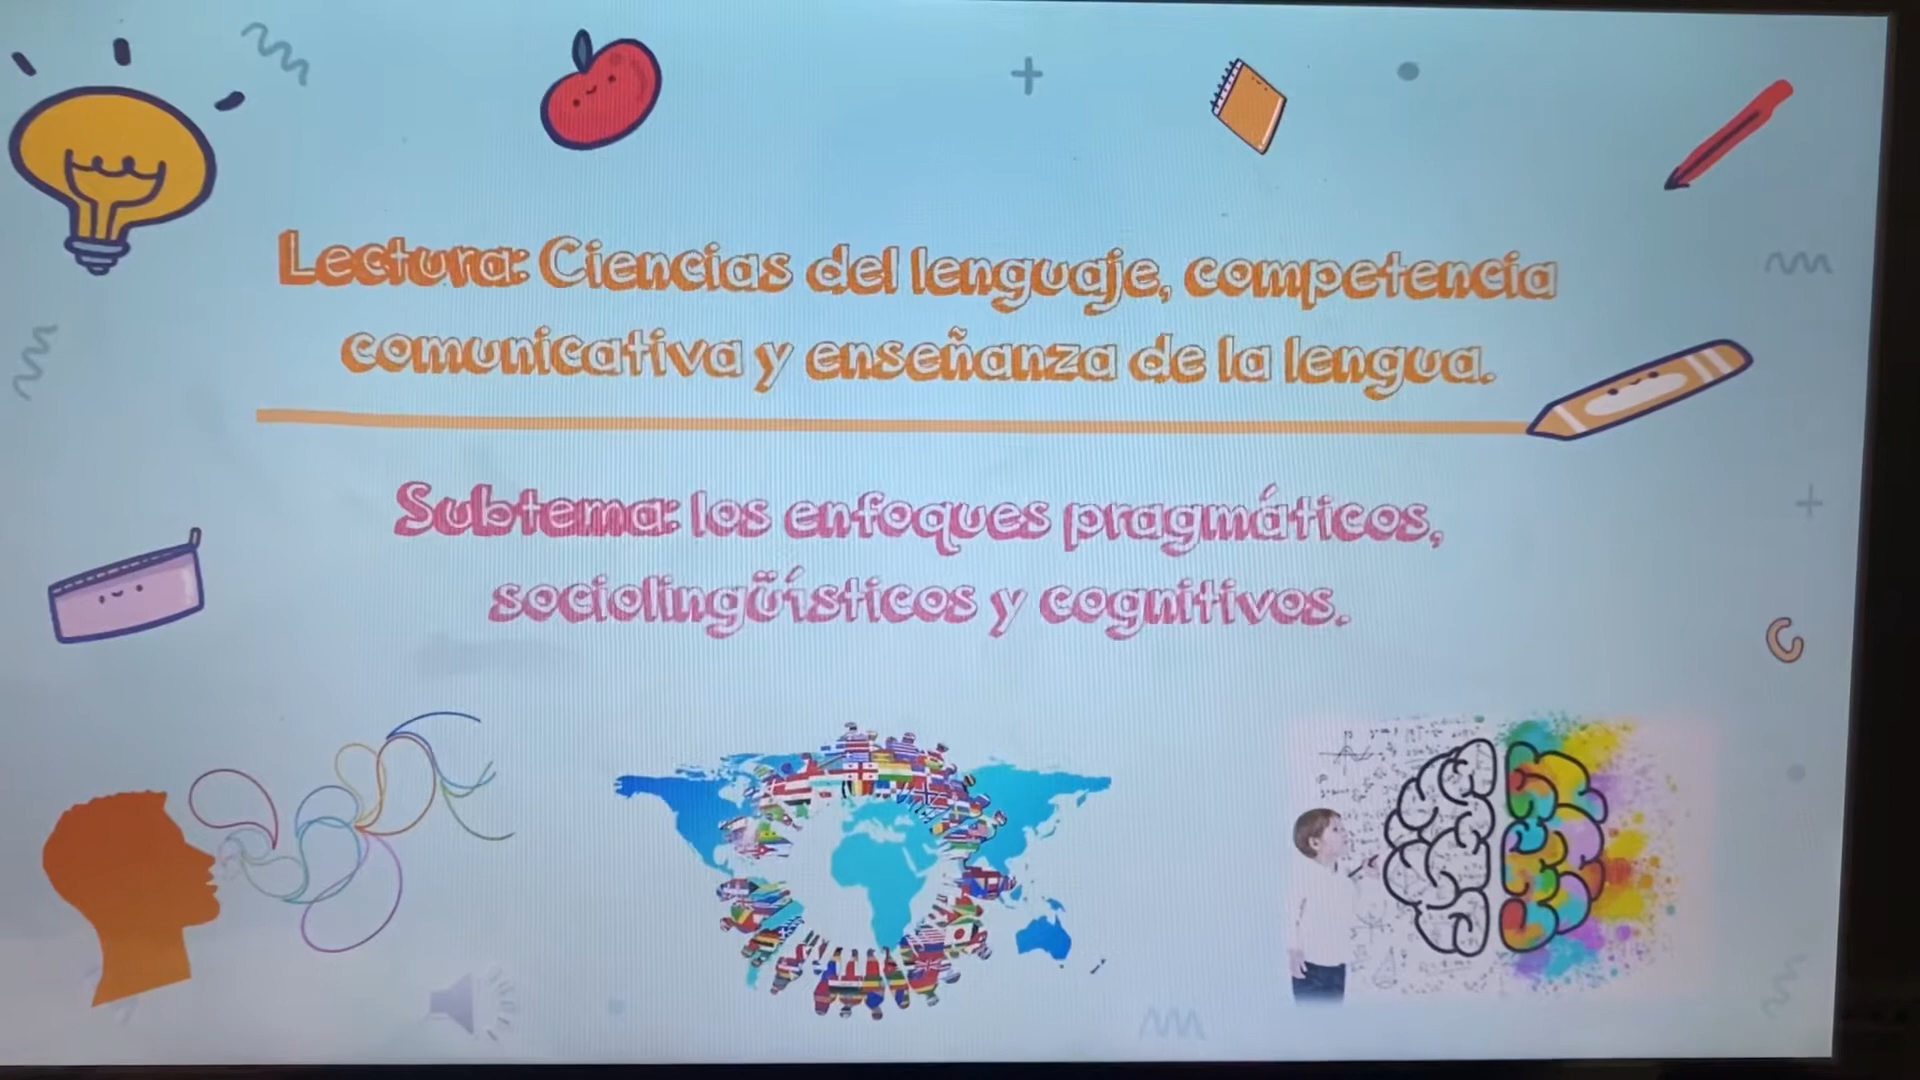 Lectura: Ciencias del lenguaje, competencia
comunicativa y enseñanza de la lengua.
Subtema: los enfoques pragmáticos,
sociolingüísticos y cognitivos.